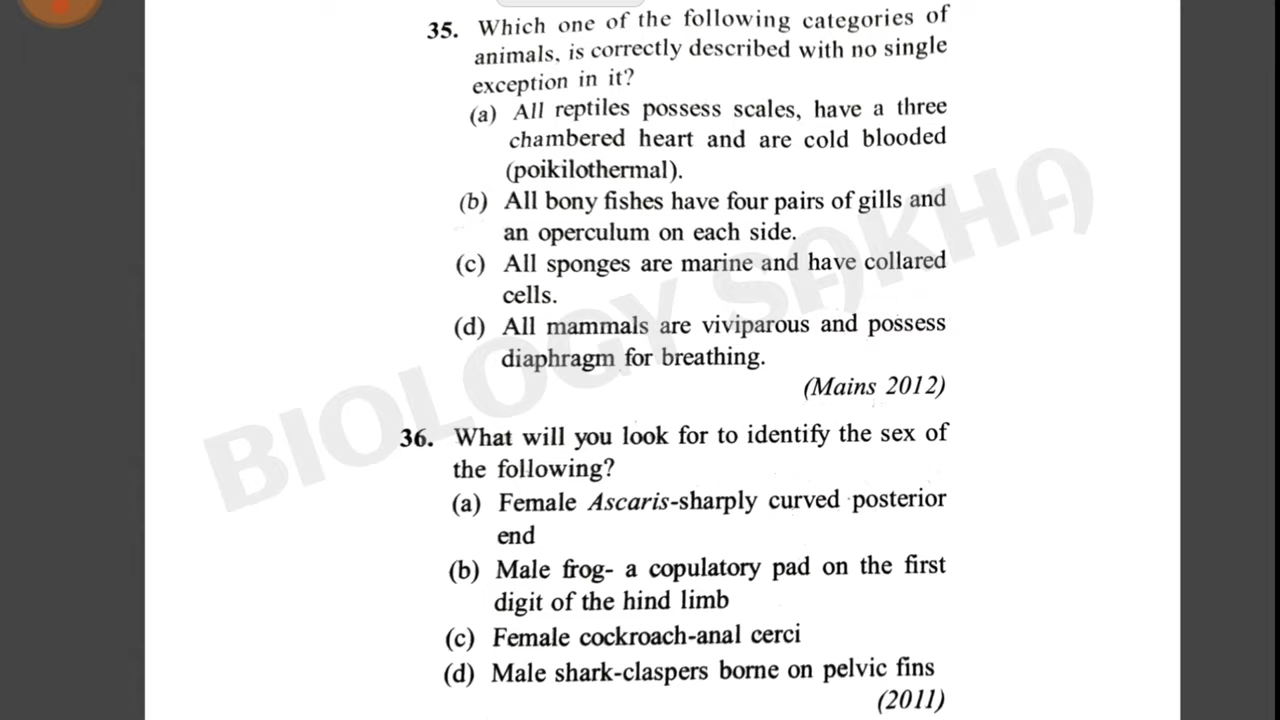 35. Which one of the following categories of
animals, is correctly described with no single
exception in it?
(a) All reptiles possess scales, have a three
chambered heart and are cold blooded
(poikilothermal).
(b) All bony fishes have four pairs of gills and
an operculum on each side.
(c) All sponges are marine and have collared
cells.
(d) All mammals are viviparous and possess
diaphragm for breathing.
(Mains 2012)
BIOLOGY SAKHA
36. What will you look for to identify the sex of
the following?
(a) Female Ascaris-sharply curved posterior
end
(b) Male frog- a copulatory pad on the first
digit of the hind limb
(c) Female cockroach-anal cerci
(d) Male shark-claspers borne on pelvic fins
(2011)